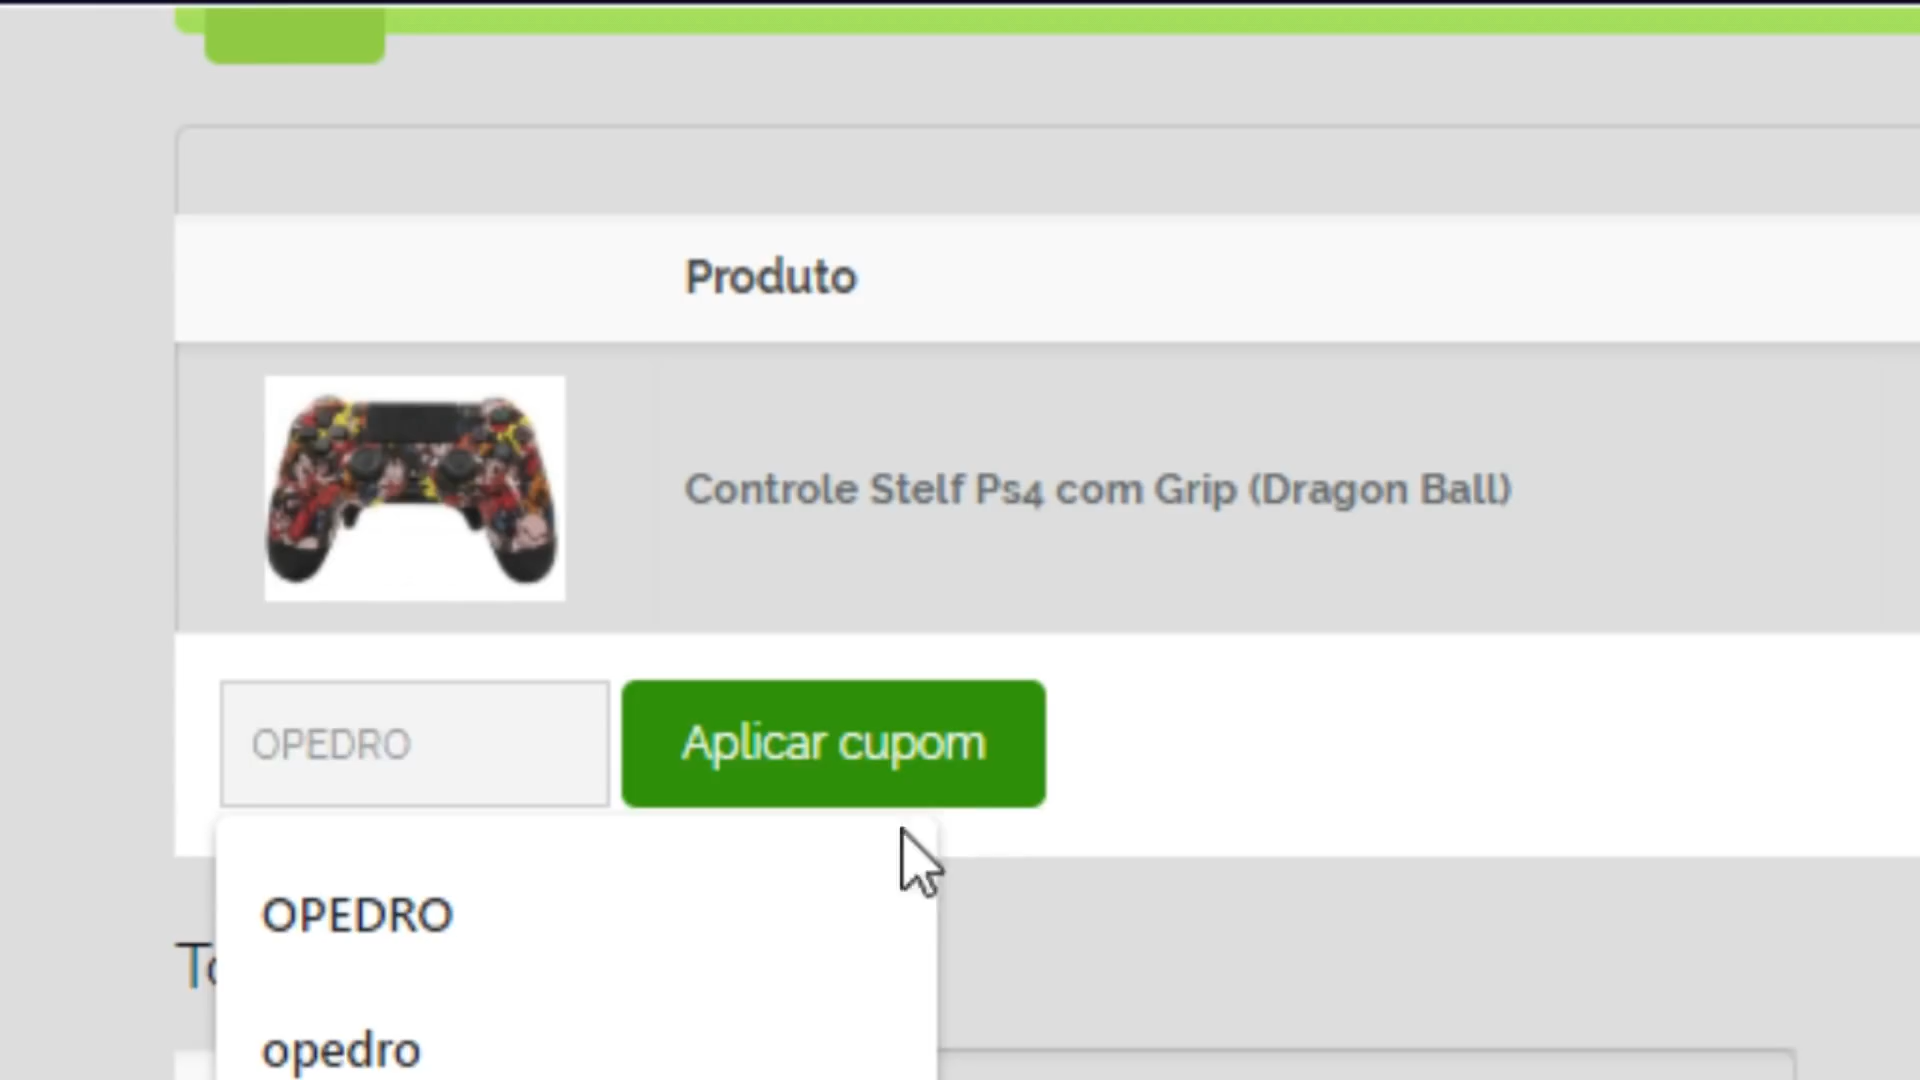 Produto
Controle Stelf Ps4 com Grip (Dragon Ball)
OPEDRO
Aplicar cupom
OPEDRO
opedro